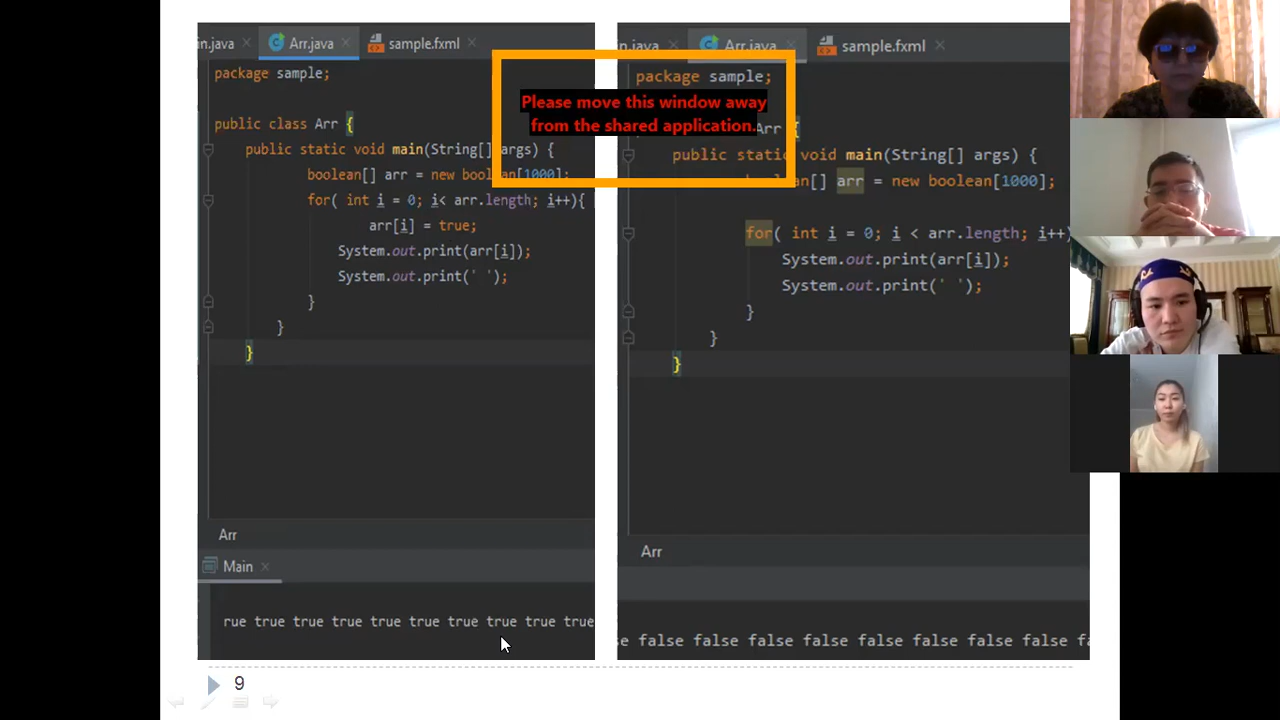 in.java Arr.java sample.fxml
package sample;
public class Arr {
public static void main(String[] args) {
boolean[] arr = new boolean[1000];
for( int i = 0; i< arr.length; i++){
arr[i] = true;
System.out.print(arr[i]);
System.out.print(' ');
}
}
}
Arr
Main
rue true true true true true true true true true
in.java Arr.java sample.fxml
package sample;
Please move this window away
from the shared application.
Arr {
public static void main(String[] args) {
an[] arr = new boolean[1000];
for( int i = 0; i < arr.length; i++)
System.out.print(arr[i]);
System.out.print(' ');
}
}
}
Arr
se false false false false false false false false fa
9